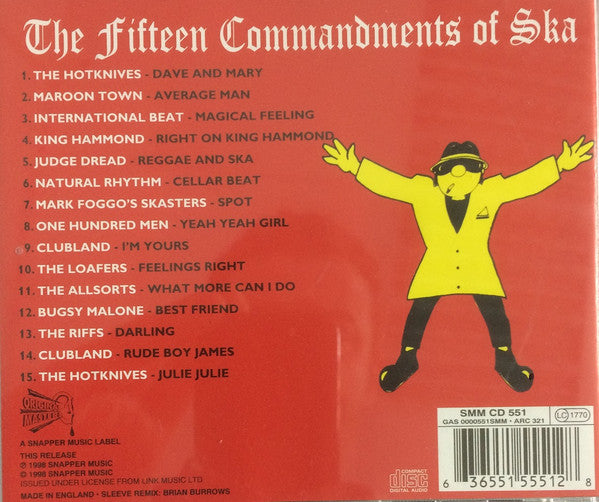 The Fifteen Commandments of Ska
1. THE HOTKNIVES - DAVE AND MARY
2. MAROON TOWN - AVERAGE MAN
3. INTERNATIONAL BEAT - MAGICAL FEELING
4. KING HAMMOND - RIGHT ON KING HAMMOND
5. JUDGE DREAD - REGGAE AND SKA
6. NATURAL RHYTHM - CELLAR BEAT
7. MARK FOGGO'S SKASTERS - SPOT
8. ONE HUNDRED MEN - YEAH YEAH GIRL
9. CLUBLAND - I'M YOURS
10. THE LOAFERS - FEELINGS RIGHT
11. THE ALLSORTS - WHAT MORE CAN I DO
12. BUGSY MALONE - BEST FRIEND
13. THE RIFFS - DARLING
14. CLUBLAND - RUDE BOY JAMES
15. THE HOTKNIVES - JULIE JULIE
ORIGINAL
MASTERS
A SNAPPER MUSIC LABEL
THIS RELEASE
℗ 1998 SNAPPER MUSIC
© 1998 SNAPPER MUSIC
ISSUED UNDER LICENSE FROM LINK MUSIC LTD
MADE IN ENGLAND • SLEEVE REMIX: BRIAN BURROWS
COMPACT
disc
DIGITAL AUDIO
SMM CD 551
GAS 0000551SMM • ARC 321
LC 1770
6 36551 55512 8